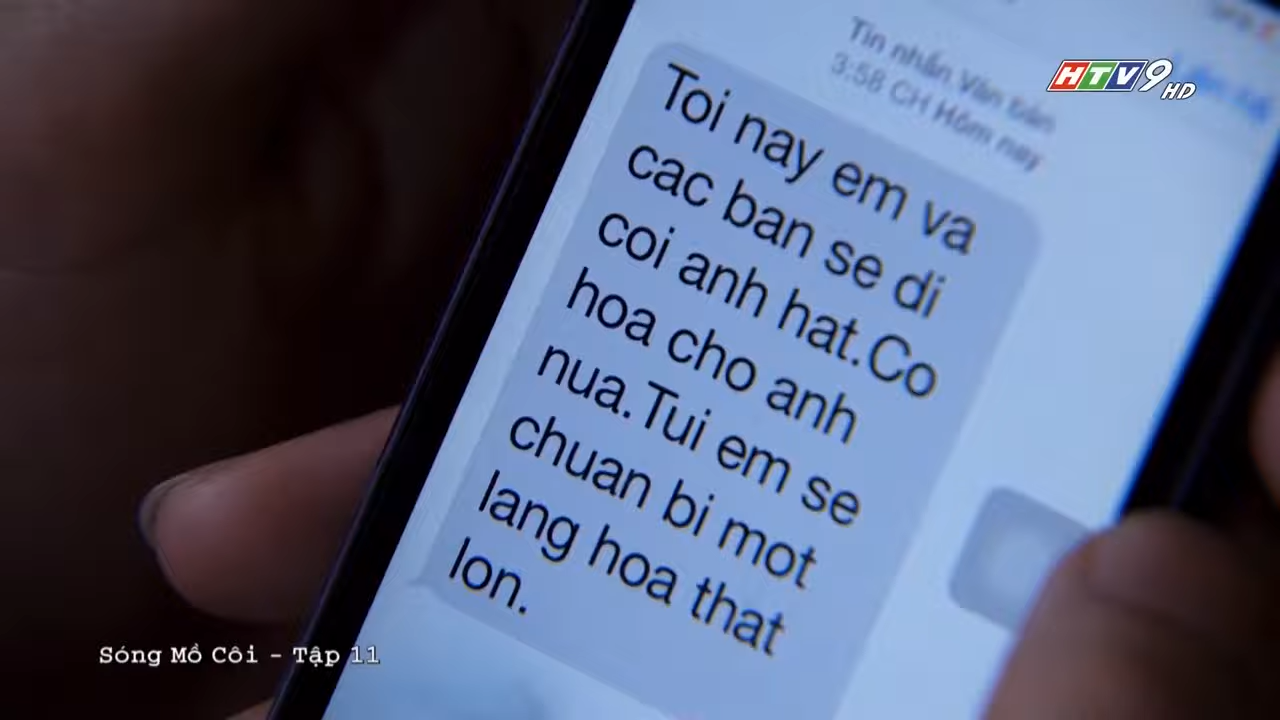 Tin nhắn Văn bản
3:58 CH Hôm nay
HTV9 HD
Toi nay em va
cac ban se di
coi anh hat.Co
hoa cho anh
nua.Tui em se
chuan bi mot
lang hoa that
lon.
Sóng Mồ Côi - Tập 11